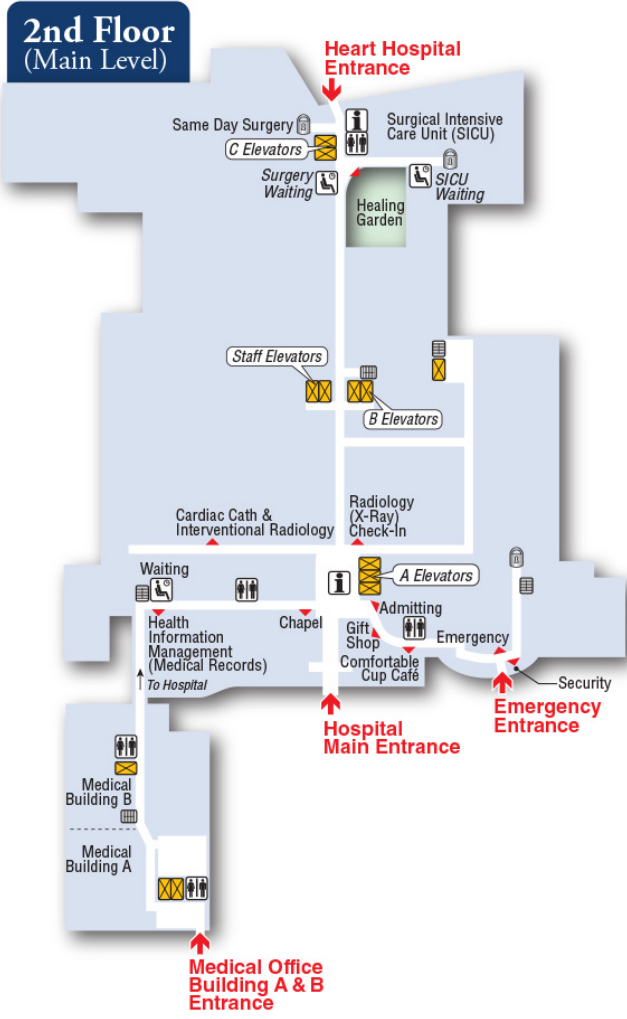 2nd Floor
(Main Level)
Heart Hospital
Entrance
Same Day Surgery
Surgical Intensive
Care Unit (SICU)
C Elevators
Surgery
Waiting
SICU
Waiting
Healing
Garden
Staff Elevators
B Elevators
Cardiac Cath &
Interventional Radiology
Radiology
(X-Ray)
Check-In
Waiting
A Elevators
Health
Information
Management
(Medical Records)
Chapel
Admitting
Gift
Shop
Emergency
Comfortable
Cup Café
To Hospital
Security
Emergency
Entrance
Hospital
Main Entrance
Medical
Building B
Medical
Building A
Medical Office
Building A & B
Entrance